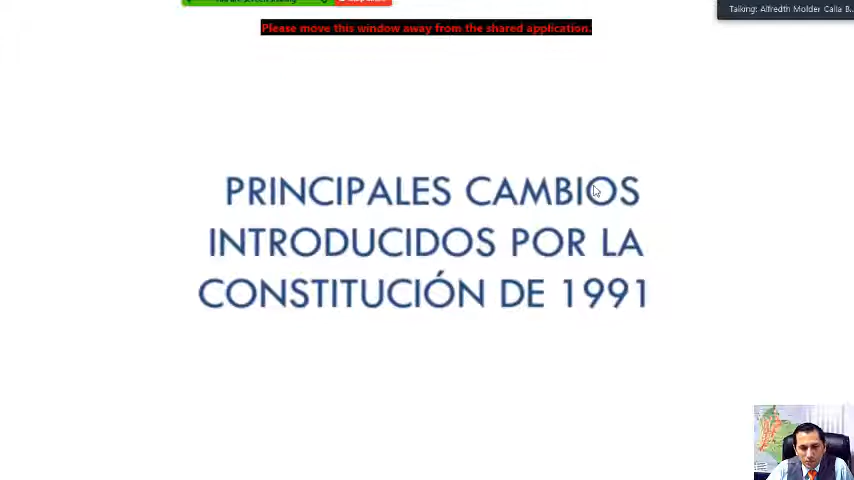 Please move this window away from the shared application.
Talking: Alfredth Molder Calla B...
PRINCIPALES CAMBIOS
INTRODUCIDOS POR LA
CONSTITUCIÓN DE 1991